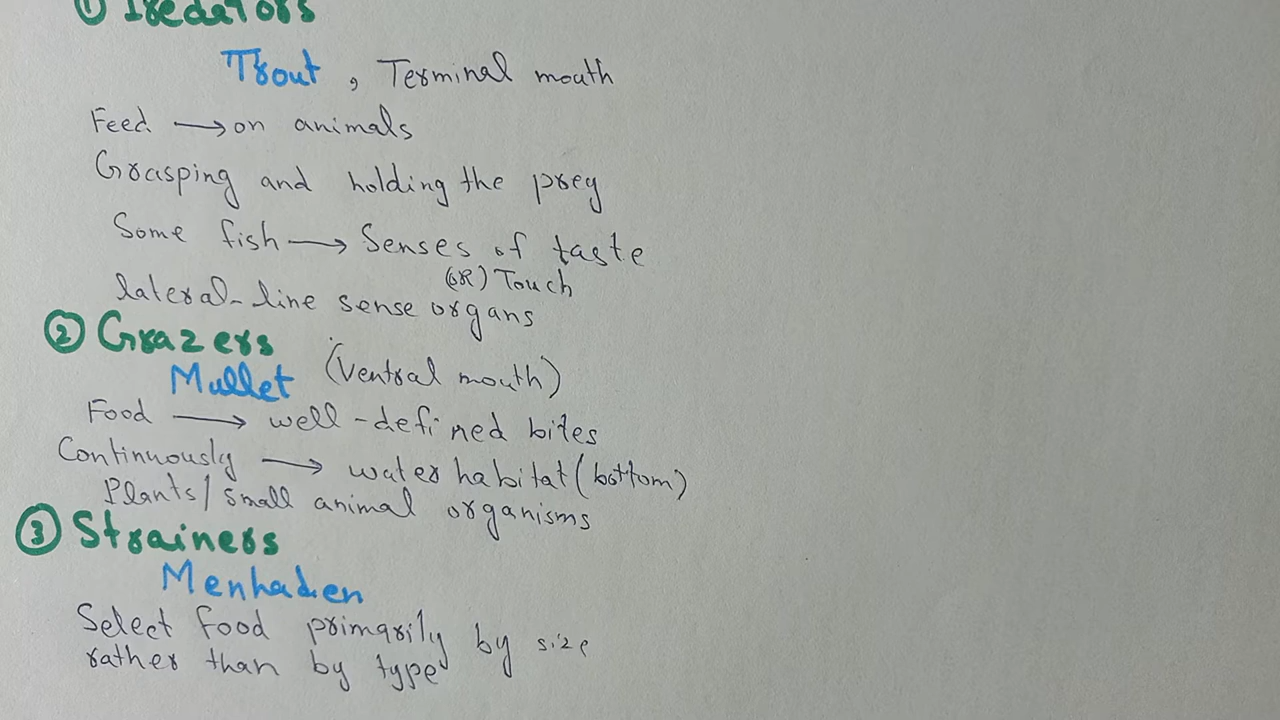 ① Predators
Trout, Terminal mouth
Feed → on animals
Grasping and holding the prey
Some fish → Senses of taste
(OR) Touch
lateral-line sense organs
② Grazers
Mullet (Ventral mouth)
Food → well-defined bites
Continuously → water habitat (bottom)
Plants/Small animal organisms
③ Strainers
Menhaden
Select food primarily by size
rather than by type